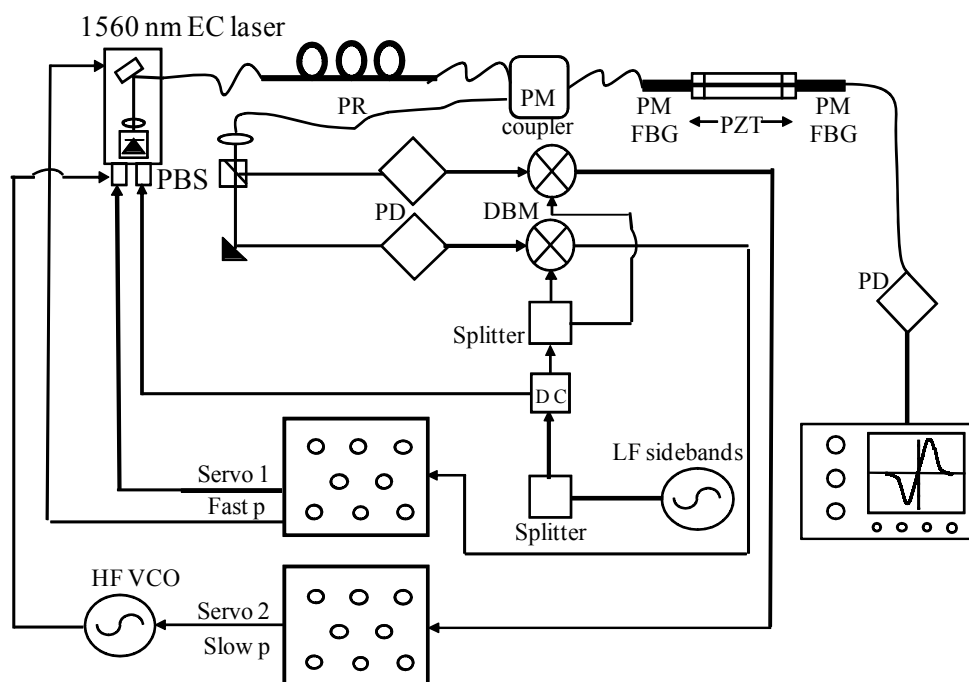 1560 nm EC laser
PR
PM
coupler
PM
FBG
PZT
PM
FBG
PBS
PD
DBM
PD
Splitter
D C
LF sidebands
Servo 1
Fast p
Splitter
HF VCO
Servo 2
Slow p